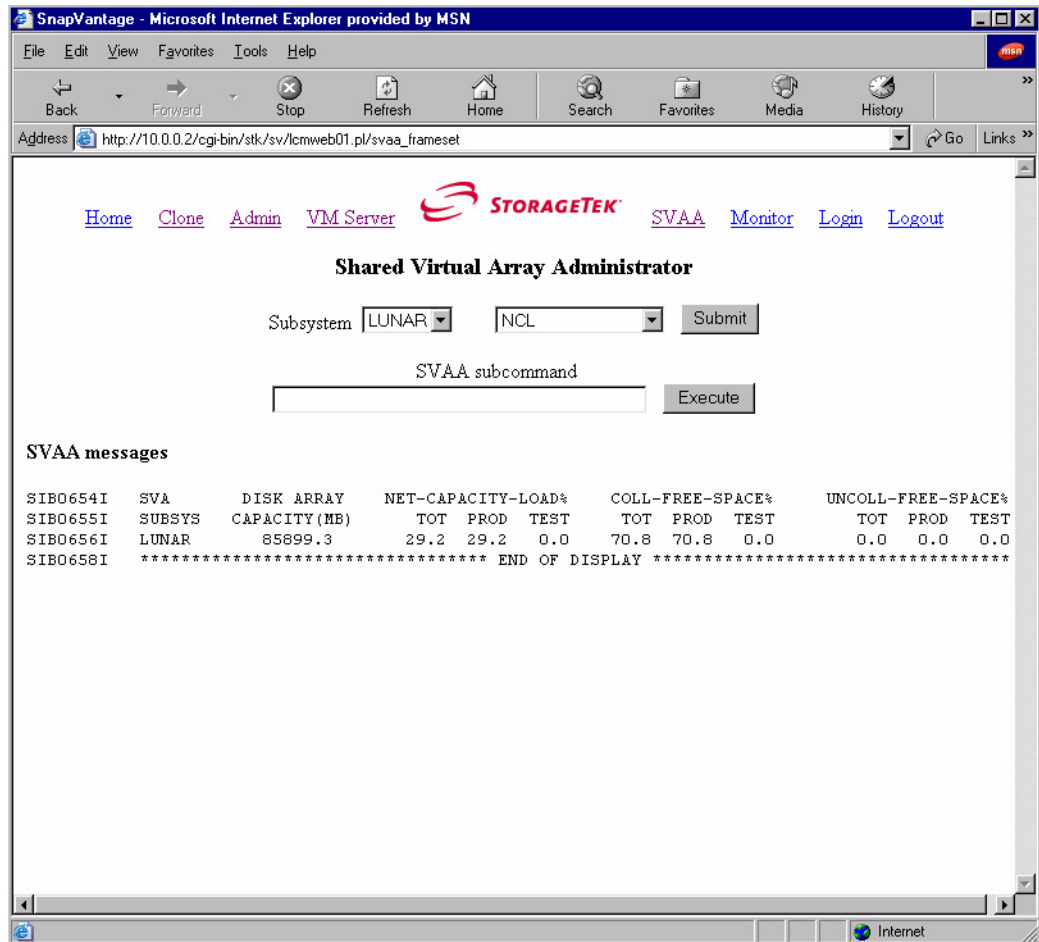 SnapVantage - Microsoft Internet Explorer provided by MSN
File Edit View Favorites Tools Help
msn
Back Forward Stop Refresh Home Search Favorites Media History »
Address http://10.0.0.2/cgi-bin/stk/sv/lcmweb01.pl/svaa_frameset Go Links »
Home Clone Admin VM Server STORAGETEK SVAA Monitor Login Logout
Shared Virtual Array Administrator
Subsystem LUNAR NCL Submit
SVAA subcommand
Execute
SVAA messages
SIB0654I SVA DISK ARRAY NET-CAPACITY-LOAD% COLL-FREE-SPACE% UNCOLL-FREE-SPACE%
SIB0655I SUBSYS CAPACITY(MB) TOT PROD TEST TOT PROD TEST TOT PROD TEST
SIB0656I LUNAR 85899.3 29.2 29.2 0.0 70.8 70.8 0.0 0.0 0.0 0.0
SIB0658I ********************************** END OF DISPLAY ***********************************
Internet